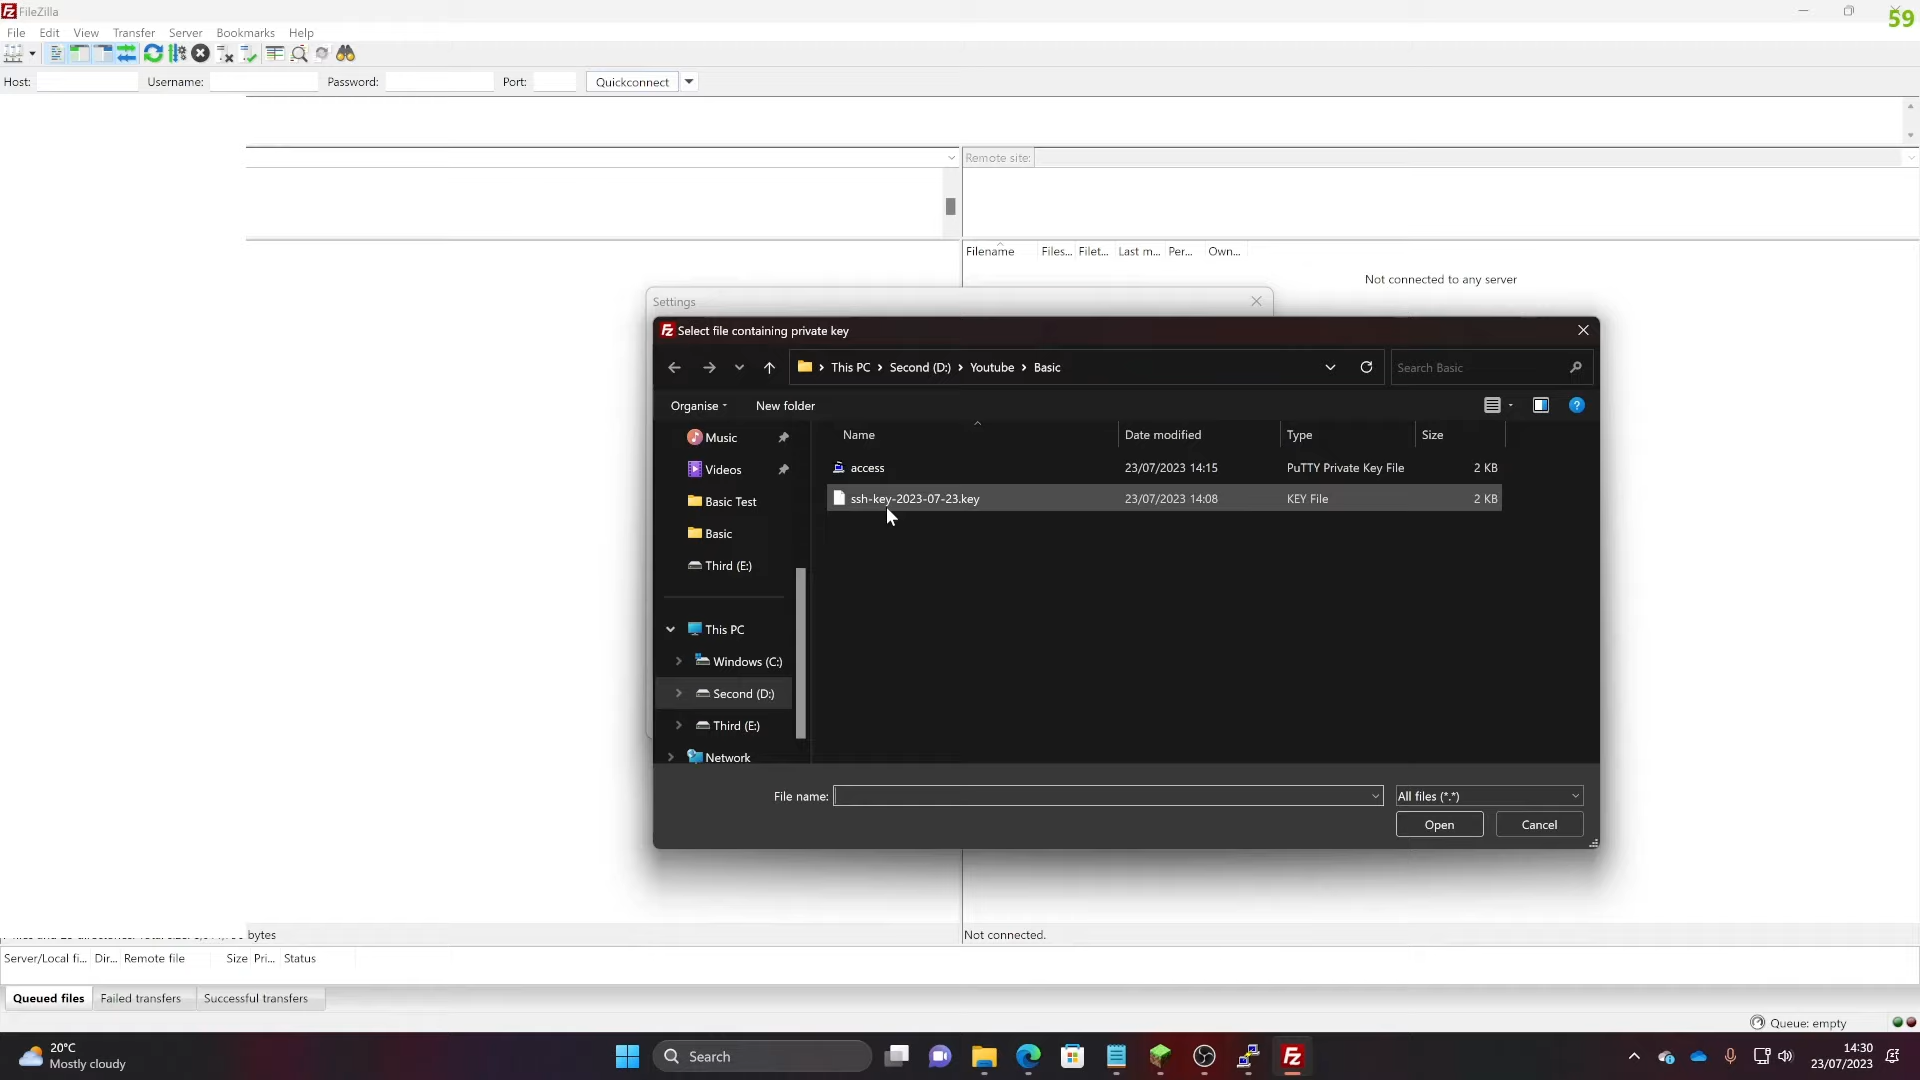 FileZilla
59
File Edit View Transfer Server Bookmarks Help
Host: Username: Password: Port: Quickconnect
Remote site:
Filename Files... Filet... Last m... Per... Own...
Not connected to any server
Settings
Select file containing private key
This PC > Second (D:) > Youtube > Basic
Search Basic
Organise New folder
Name Date modified Type Size
Music
Videos
Basic Test
Basic
Third (E:)
This PC
Windows (C:)
Second (D:)
Third (E:)
Network
access 23/07/2023 14:15 PuTTY Private Key File 2 KB
ssh-key-2023-07-23.key 23/07/2023 14:08 KEY File 2 KB
File name: All files (*.*)
Open Cancel
bytes
Not connected.
Server/Local fi... Dir... Remote file Size Pri... Status
Queued files Failed transfers Successful transfers
Queue: empty
20°C
Mostly cloudy
Search
14:30
23/07/2023